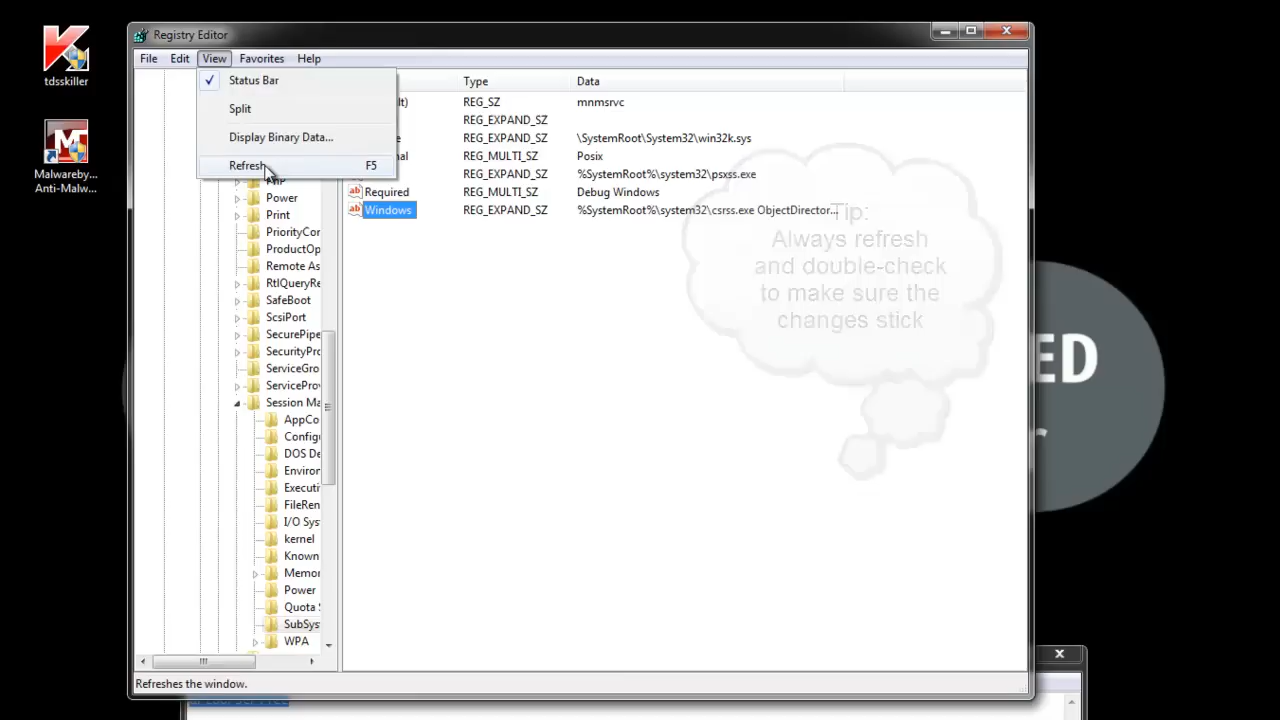 Registry Editor
File Edit View Favorites Help
tdsskiller
Malwareby...
Anti-Malw...
Status Bar
Split
Display Binary Data...
Refresh F5
Type Data
REG_SZ mnmsrvc
REG_EXPAND_SZ
REG_EXPAND_SZ \SystemRoot\System32\win32k.sys
REG_MULTI_SZ Posix
REG_EXPAND_SZ %SystemRoot%\system32\psxss.exe
Required REG_MULTI_SZ Debug Windows
Windows REG_EXPAND_SZ %SystemRoot%\system32\csrss.exe ObjectDirector...
Power
Print
PriorityCor
ProductOp
Remote As
RtlQueryRe
SafeBoot
ScsiPort
SecurePipe
SecurityPro
ServiceGro
ServiceProv
Session Ma
AppCo
Configu
DOS De
Environ
Executi
FileRen
I/O Sys
kernel
Known
Memor
Power
Quota S
SubSys
WPA
Tip:
Always refresh
and double-check
to make sure the
changes stick
ED
Refreshes the window.